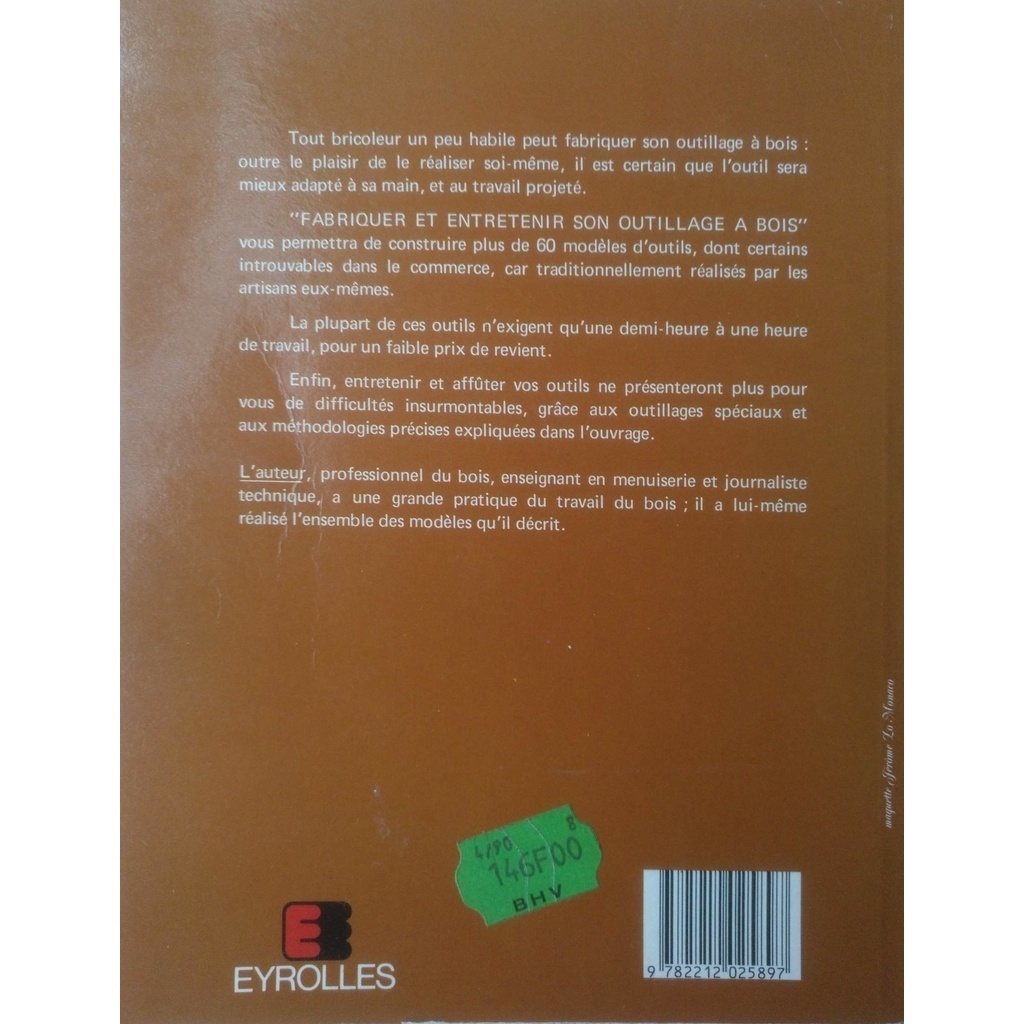 Tout bricoleur un peu habile peut fabriquer son outillage à bois :
outre le plaisir de le réaliser soi-même, il est certain que l'outil sera
mieux adapté à sa main, et au travail projeté.
"FABRIQUER ET ENTRETENIR SON OUTILLAGE A BOIS"
vous permettra de construire plus de 60 modèles d'outils, dont certains
introuvables dans le commerce, car traditionnellement réalisés par les
artisans eux-mêmes.
La plupart de ces outils n'exigent qu'une demi-heure à une heure
de travail, pour un faible prix de revient.
Enfin, entretenir et affûter vos outils ne présenteront plus pour
vous de difficultés insurmontables, grâce aux outillages spéciaux et
aux méthodologies précises expliquées dans l'ouvrage.
L'auteur, professionnel du bois, enseignant en menuiserie et journaliste
technique, a une grande pratique du travail du bois ; il a lui-même
réalisé l'ensemble des modèles qu'il décrit.
maquette Jérôme Lo Monaco
4/90 8
146F00
BHV
EYROLLES
9 782212 025897